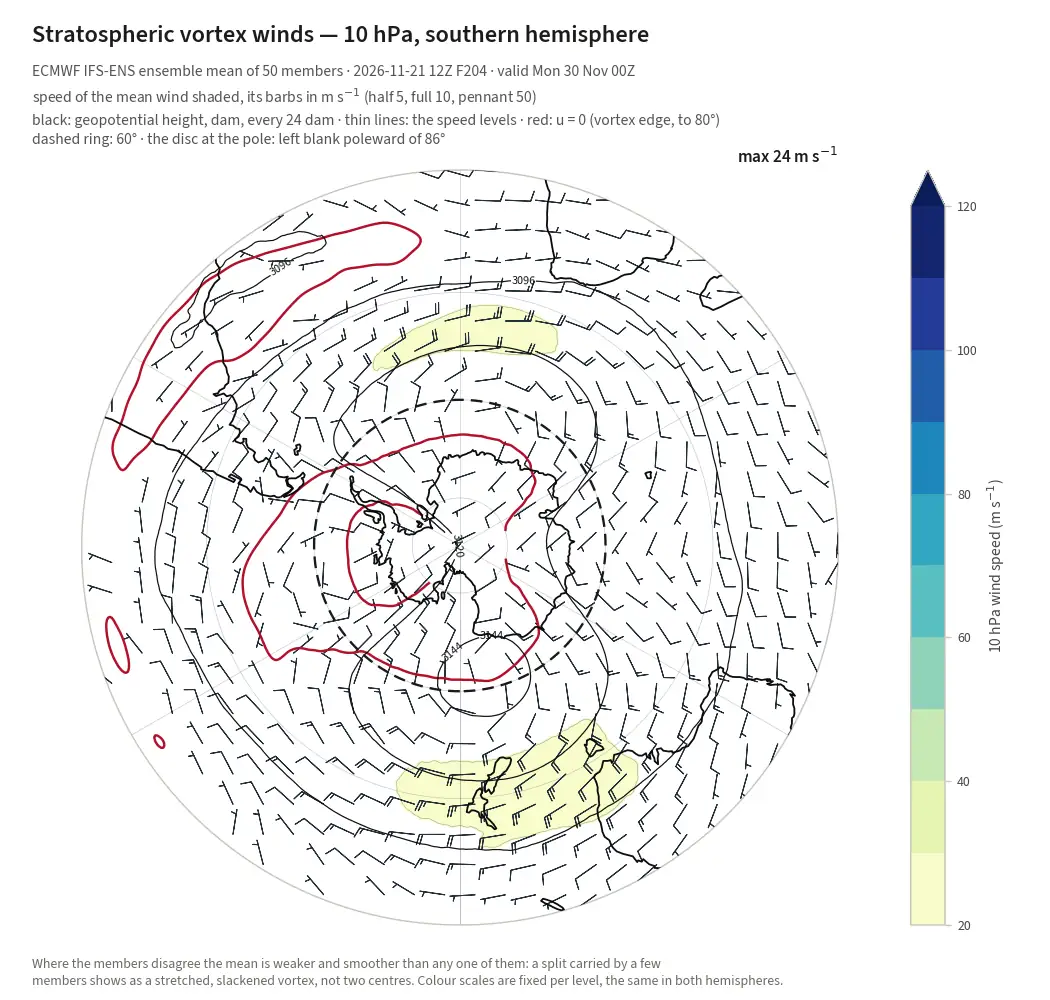 Stratospheric vortex winds — 10 hPa, southern hemisphere
ECMWF IFS-ENS ensemble mean of 50 members · 2026-11-21 12Z F204 · valid Mon 30 Nov 00Z
speed of the mean wind shaded, its barbs in m s⁻¹ (half 5, full 10, pennant 50)
black: geopotential height, dam, every 24 dam · thin lines: the speed levels · red: u = 0 (vortex edge, to 80°)
dashed ring: 60° · the disc at the pole: left blank poleward of 86°
max 24 m s⁻¹
3096
3096
3120
3144
3144
120
100
80
60
40
20
10 hPa wind speed (m s⁻¹)
Where the members disagree the mean is weaker and smoother than any one of them: a split carried by a few
members shows as a stretched, slackened vortex, not two centres. Colour scales are fixed per level, the same in both hemispheres.